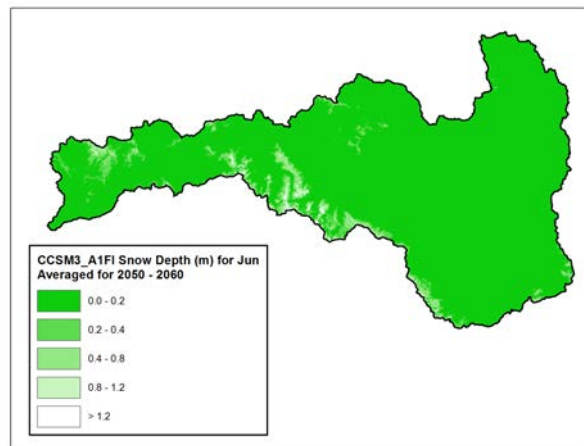 CCSM3_A1FI Snow Depth (m) for Jun
Averaged for 2050 - 2060
0.0 - 0.2
0.2 - 0.4
0.4 - 0.8
0.8 - 1.2
> 1.2